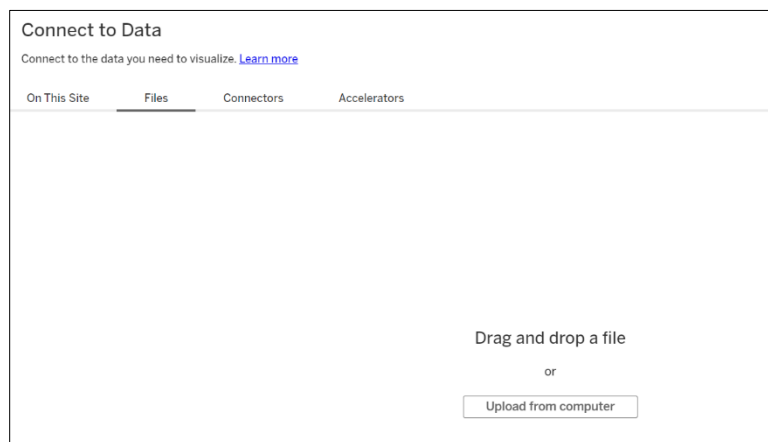 Connect to Data
Connect to the data you need to visualize. Learn more
On This Site Files Connectors Accelerators
Drag and drop a file
or
Upload from computer